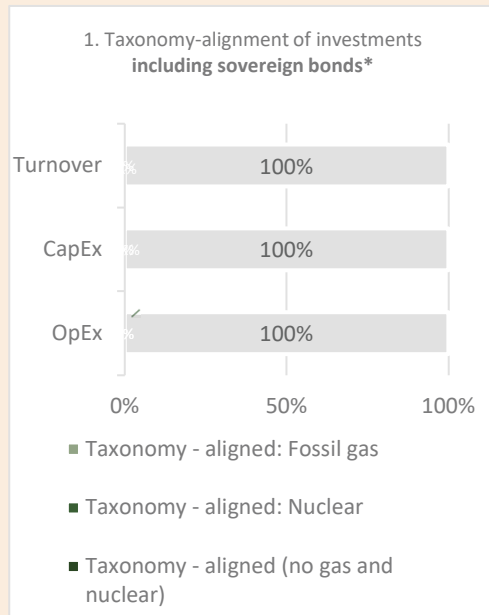 1. Taxonomy-alignment of investments
including sovereign bonds*
Turnover
100%
CapEx
100%
OpEx
100%
0%
50%
100%
Taxonomy - aligned: Fossil gas
Taxonomy - aligned: Nuclear
Taxonomy - aligned (no gas and
nuclear)